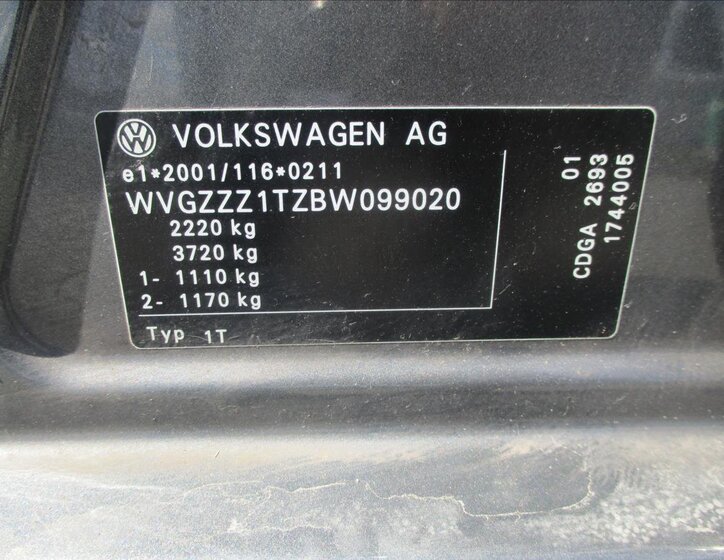 VOLKSWAGEN AG
e1*2001/116*0211
WVGZZZ1TZBW099020
2220 kg
3720 kg
1- 1110 kg
2- 1170 kg
Typ 1T
01
CDGA 2693
1744005